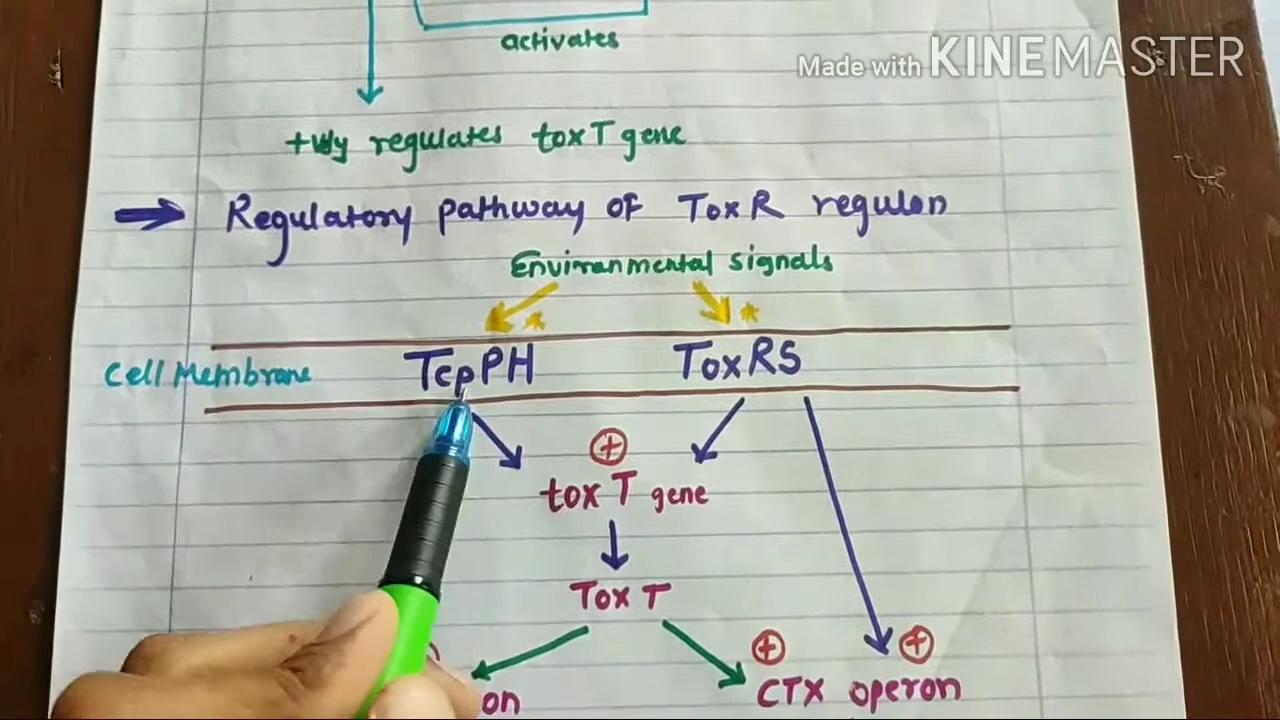 activates
Made with KINEMASTER
+vely regulates toxT gene
Regulatory pathway of ToxR regulon
Environmental signals
Cell Membrane TcpPH ToxRS
+
toxT gene
ToxT
+ +
on CTX operon